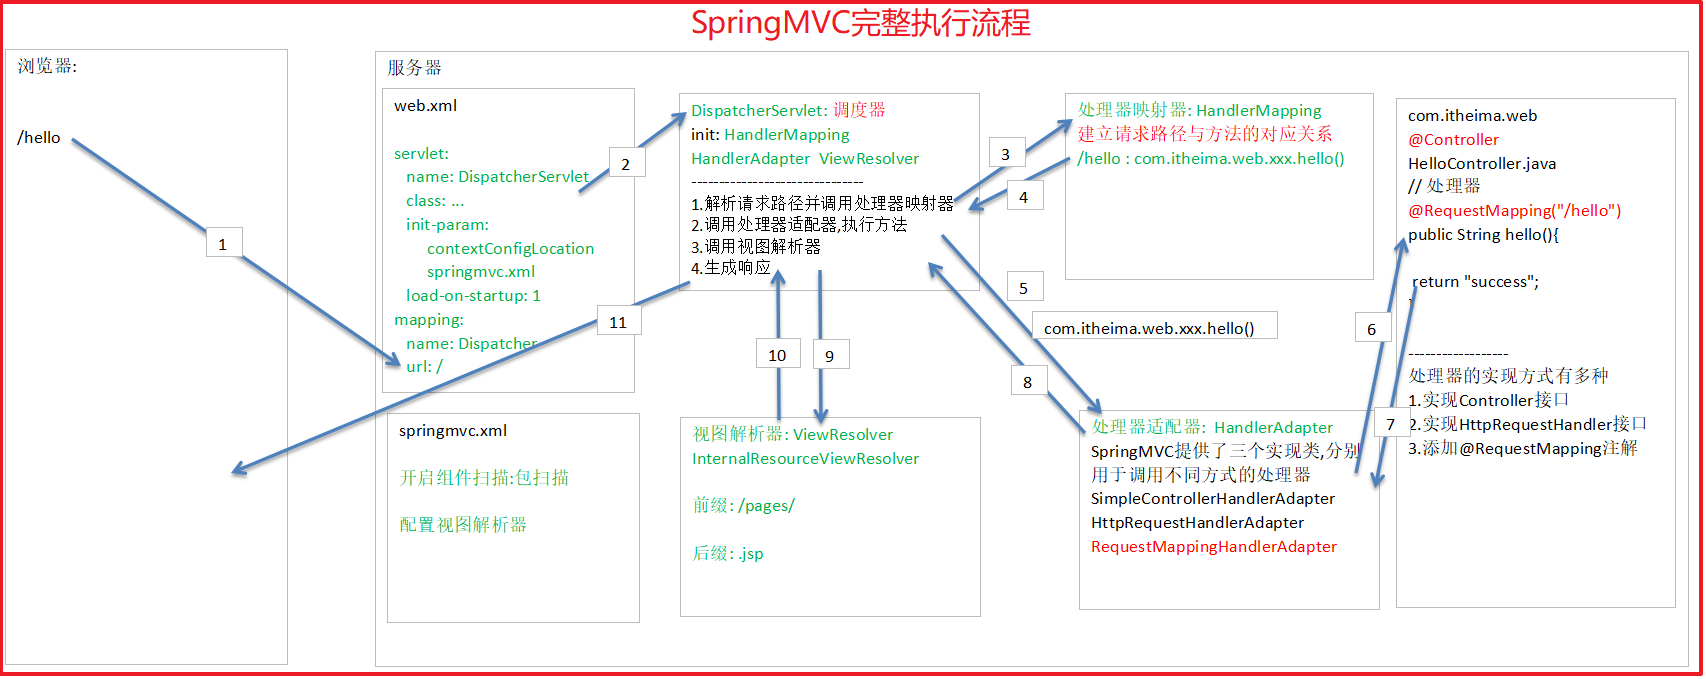 SpringMVC完整执行流程
浏览器:
/hello
1
服务器
web.xml
servlet:
name: DispatcherServlet
class: ...
init-param:
contextConfigLocation
springmvc.xml
load-on-startup: 1
mapping:
name: Dispatcher
url: /
2
springmvc.xml
开启组件扫描:包扫描
配置视图解析器
DispatcherServlet: 调度器
init: HandlerMapping
HandlerAdapter ViewResolver
-------------------------------
1.解析请求路径并调用处理器映射器
2.调用处理器适配器,执行方法
3.调用视图解析器
4.生成响应
11
10
9
视图解析器: ViewResolver
InternalResourceViewResolver
前缀: /pages/
后缀: .jsp
3
4
处理器映射器: HandlerMapping
建立请求路径与方法的对应关系
/hello : com.itheima.web.xxx.hello()
5
com.itheima.web.xxx.hello()
8
处理器适配器: HandlerAdapter
SpringMVC提供了三个实现类,分别
用于调用不同方式的处理器
SimpleControllerHandlerAdapter
HttpRequestHandlerAdapter
RequestMappingHandlerAdapter
6
7
com.itheima.web
@Controller
HelloController.java
// 处理器
@RequestMapping("/hello")
public String hello(){
return "success";
}
------------------
处理器的实现方式有多种
1.实现Controller接口
2.实现HttpRequestHandler接口
3.添加@RequestMapping注解